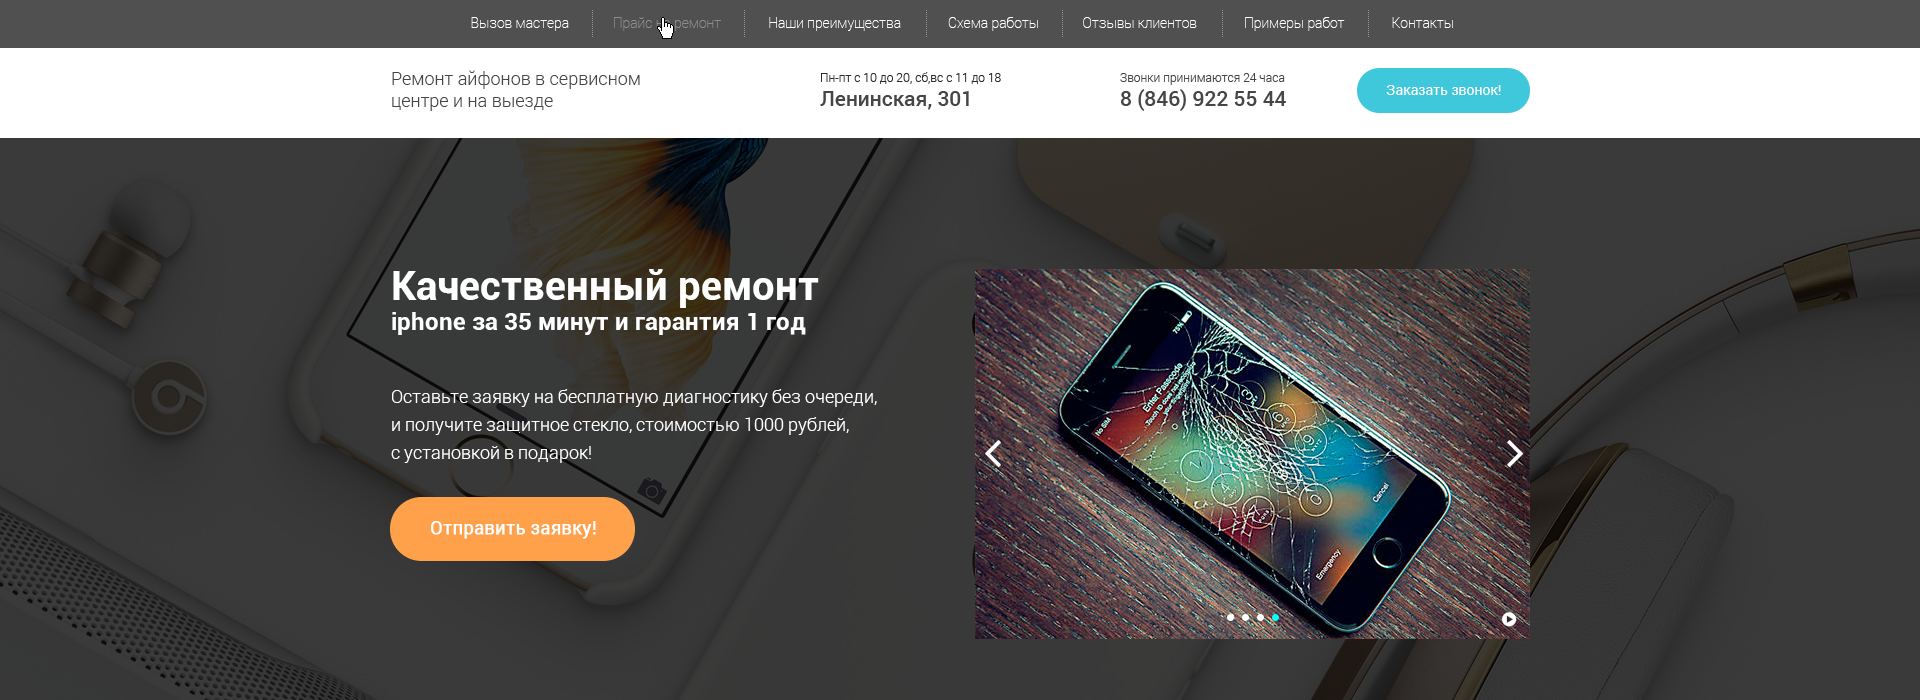 Вызов мастера
Прайс на ремонт
Наши преимущества
Схема работы
Отзывы клиентов
Примеры работ
Контакты
Ремонт айфонов в сервисном
центре и на выезде
Пн-пт с 10 до 20, сб,вс с 11 до 18
Ленинская, 301
Звонки принимаются 24 часа
8 (846) 922 55 44
Заказать звонок!
Качественный ремонт
iphone за 35 минут и гарантия 1 год
Оставьте заявку на бесплатную диагностику без очереди,
и получите защитное стекло, стоимостью 1000 рублей,
с установкой в подарок!
Отправить заявку!
75%
No SIM
Enter Passcode
Emergency
Cancel